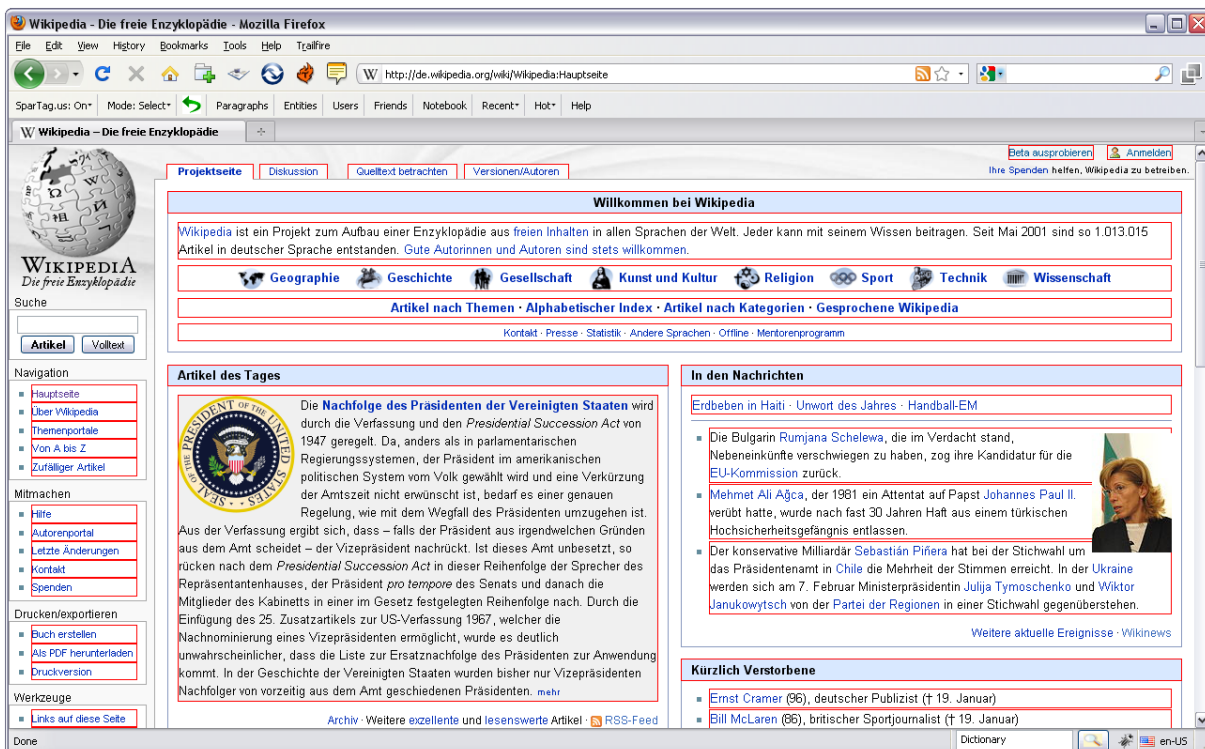 Wikipedia - Die freie Enzyklopädie - Mozilla Firefox
File Edit View History Bookmarks Tools Help Trailfire
W http://de.wikipedia.org/wiki/Wikipedia:Hauptseite
SparTag.us: On Mode: Select Paragraphs Entities Users Friends Notebook Recent Hot Help
W Wikipedia – Die freie Enzyklopädie
Beta ausprobieren Anmelden
Projektseite Diskussion Quelltext betrachten Versionen/Autoren
Ihre Spenden helfen, Wikipedia zu betreiben.
WIKIPEDIA
Die freie Enzyklopädie
Suche
Artikel Volltext
Navigation
Hauptseite
Über Wikipedia
Themenportale
Von A bis Z
Zufälliger Artikel
Mitmachen
Hilfe
Autorenportal
Letzte Änderungen
Kontakt
Spenden
Drucken/exportieren
Buch erstellen
Als PDF herunterladen
Druckversion
Werkzeuge
Links auf diese Seite
Willkommen bei Wikipedia
Wikipedia ist ein Projekt zum Aufbau einer Enzyklopädie aus freien Inhalten in allen Sprachen der Welt. Jeder kann mit seinem Wissen beitragen. Seit Mai 2001 sind so 1.013.015
Artikel in deutscher Sprache entstanden. Gute Autorinnen und Autoren sind stets willkommen.
Geographie Geschichte Gesellschaft Kunst und Kultur Religion Sport Technik Wissenschaft
Artikel nach Themen · Alphabetischer Index · Artikel nach Kategorien · Gesprochene Wikipedia
Kontakt · Presse · Statistik · Andere Sprachen · Offline · Mentorenprogramm
Artikel des Tages
SEAL OF THE PRESIDENT OF THE UNITED STATES
Die Nachfolge des Präsidenten der Vereinigten Staaten wird
durch die Verfassung und den Presidential Succession Act von
1947 geregelt. Da, anders als in parlamentarischen
Regierungssystemen, der Präsident im amerikanischen
politischen System vom Volk gewählt wird und eine Verkürzung
der Amtszeit nicht erwünscht ist, bedarf es einer genauen
Regelung, wie mit dem Wegfall des Präsidenten umzugehen ist.
Aus der Verfassung ergibt sich, dass – falls der Präsident aus irgendwelchen Gründen
aus dem Amt scheidet – der Vizepräsident nachrückt. Ist dieses Amt unbesetzt, so
rücken nach dem Presidential Succession Act in dieser Reihenfolge der Sprecher des
Repräsentantenhauses, der Präsident pro tempore des Senats und danach die
Mitglieder des Kabinetts in einer im Gesetz festgelegten Reihenfolge nach. Durch die
Einfügung des 25. Zusatzartikels zur US-Verfassung 1967, welcher die
Nachnominierung eines Vizepräsidenten ermöglicht, wurde es deutlich
unwahrscheinlicher, dass die Liste zur Ersatznachfolge des Präsidenten zur Anwendung
kommt. In der Geschichte der Vereinigten Staaten wurden bisher nur Vizepräsidenten
Nachfolger von vorzeitig aus dem Amt geschiedenen Präsidenten. mehr
Archiv · Weitere exzellente und lesenswerte Artikel · RSS-Feed
In den Nachrichten
Erdbeben in Haiti · Unwort des Jahres · Handball-EM
Die Bulgarin Rumjana Schelewa, die im Verdacht stand,
Nebeneinkünfte verschwiegen zu haben, zog ihre Kandidatur für die
EU-Kommission zurück.
Mehmet Ali Ağca, der 1981 ein Attentat auf Papst Johannes Paul II.
verübt hatte, wurde nach fast 30 Jahren Haft aus einem türkischen
Hochsicherheitsgefängnis entlassen.
Der konservative Milliardär Sebastián Piñera hat bei der Stichwahl um
das Präsidentenamt in Chile die Mehrheit der Stimmen erreicht. In der Ukraine
werden sich am 7. Februar Ministerpräsidentin Julija Tymoschenko und Wiktor
Janukowytsch von der Partei der Regionen in einer Stichwahl gegenüberstehen.
Weitere aktuelle Ereignisse · Wikinews
Kürzlich Verstorbene
Ernst Cramer (96), deutscher Publizist († 19. Januar)
Bill McLaren (86), britischer Sportjournalist († 19. Januar)
Done Dictionary en-US